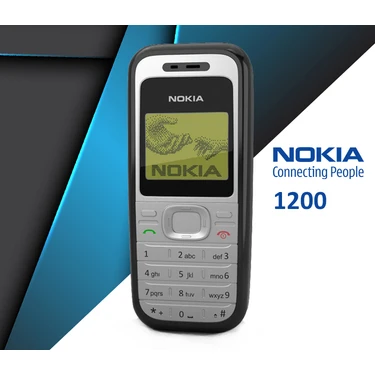 NOKIA
NOKIA
NOKIA
Connecting People
1200
1
2 abc
def 3
4 ghi
5 jkl
mno 6
7 pqrs
8 tuv
wxyz 9
* +
0
#